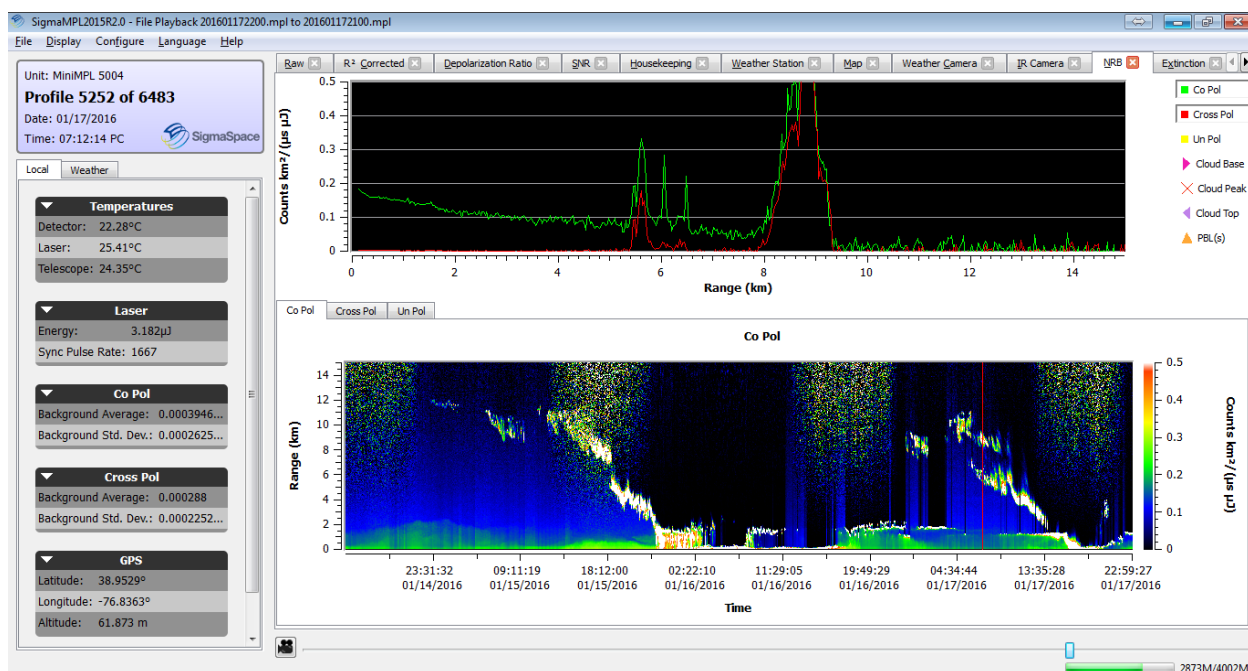 SigmaMPL2015R2.0 - File Playback 201601172200.mpl to 201601172100.mpl
File Display Configure Language Help
Unit: MiniMPL 5004
Profile 5252 of 6483
Date: 01/17/2016
Time: 07:12:14 PC
SigmaSpace
Local Weather
Temperatures
Detector: 22.28ºC
Laser: 25.41ºC
Telescope: 24.35ºC
Laser
Energy: 3.182µJ
Sync Pulse Rate: 1667
Co Pol
Background Average: 0.0003946...
Background Std. Dev.: 0.0002625...
Cross Pol
Background Average: 0.000288
Background Std. Dev.: 0.0002252...
GPS
Latitude: 38.9529º
Longitude: -76.8363º
Altitude: 61.873 m
Raw R² Corrected Depolarization Ratio SNR Housekeeping Weather Station Map Weather Camera IR Camera NRB Extinction
Counts km²/(µs µJ)
0.5
0.4
0.3
0.2
0.1
0
0 2 4 6 8 10 12 14
Range (km)
Co Pol
Cross Pol
Un Pol
Cloud Base
Cloud Peak
Cloud Top
PBL(s)
Co Pol Cross Pol Un Pol
Co Pol
Range (km)
14
12
10
8
6
4
2
0
0.5
0.4
0.3
0.2
0.1
0
Counts km²/(µs µJ)
23:31:32 09:11:19 18:12:00 02:22:10 11:29:05 19:49:29 04:34:44 13:35:28 22:59:27
01/14/2016 01/15/2016 01/15/2016 01/16/2016 01/16/2016 01/16/2016 01/17/2016 01/17/2016 01/17/2016
Time
2873M/4002M